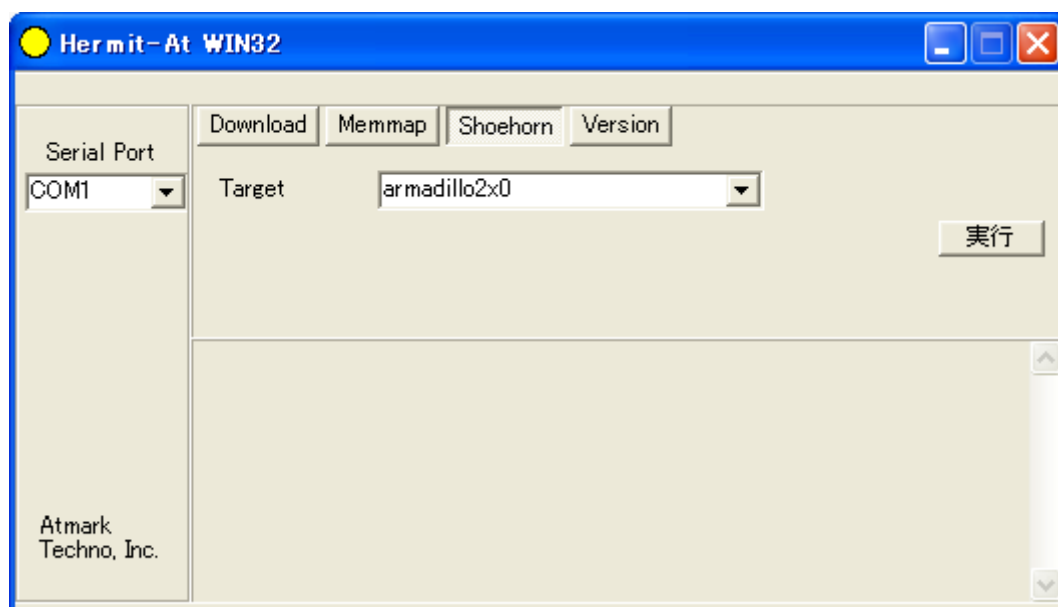 Hermit-At WIN32
Download Memmap Shoehorn Version
Serial Port
COM1
Target armadillo2x0
実行
Atmark
Techno, Inc.